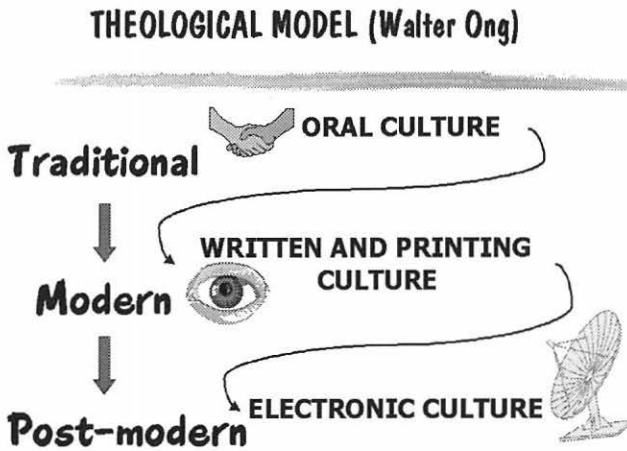 THEOLOGICAL MODEL (Walter Ong)
ORAL CULTURE
Traditional
WRITTEN AND PRINTING
CULTURE
Modern
ELECTRONIC CULTURE
Post-modern